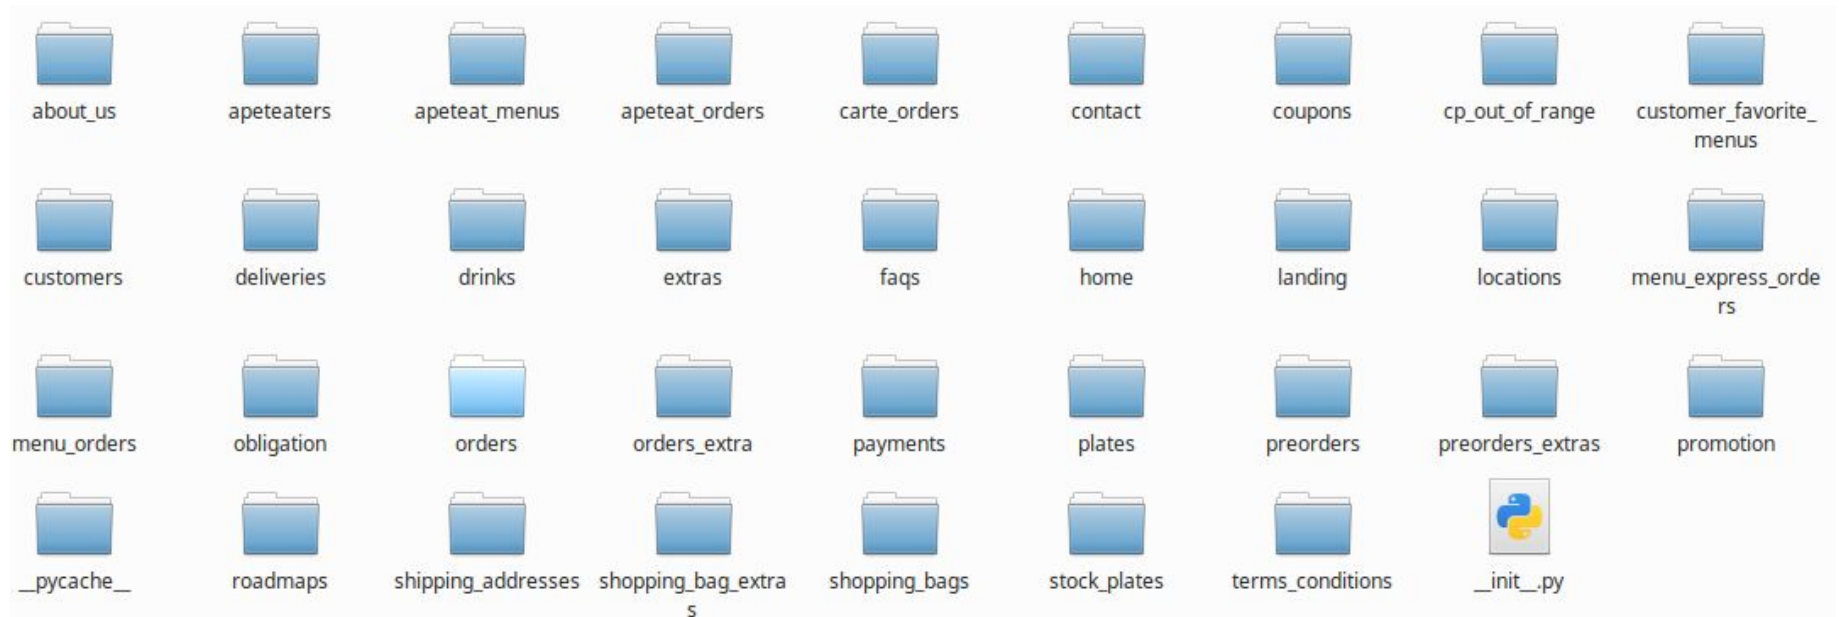 about_us apeteaters apeteat_menus apeteat_orders carte_orders contact coupons cp_out_of_range customer_favorite_
menus
customers deliveries drinks extras faqs home landing locations menu_express_orde
rs
menu_orders obligation orders orders_extra payments plates preorders preorders_extras promotion
__pycache__ roadmaps shipping_addresses shopping_bag_extra shopping_bags stock_plates terms_conditions __init__.py
s